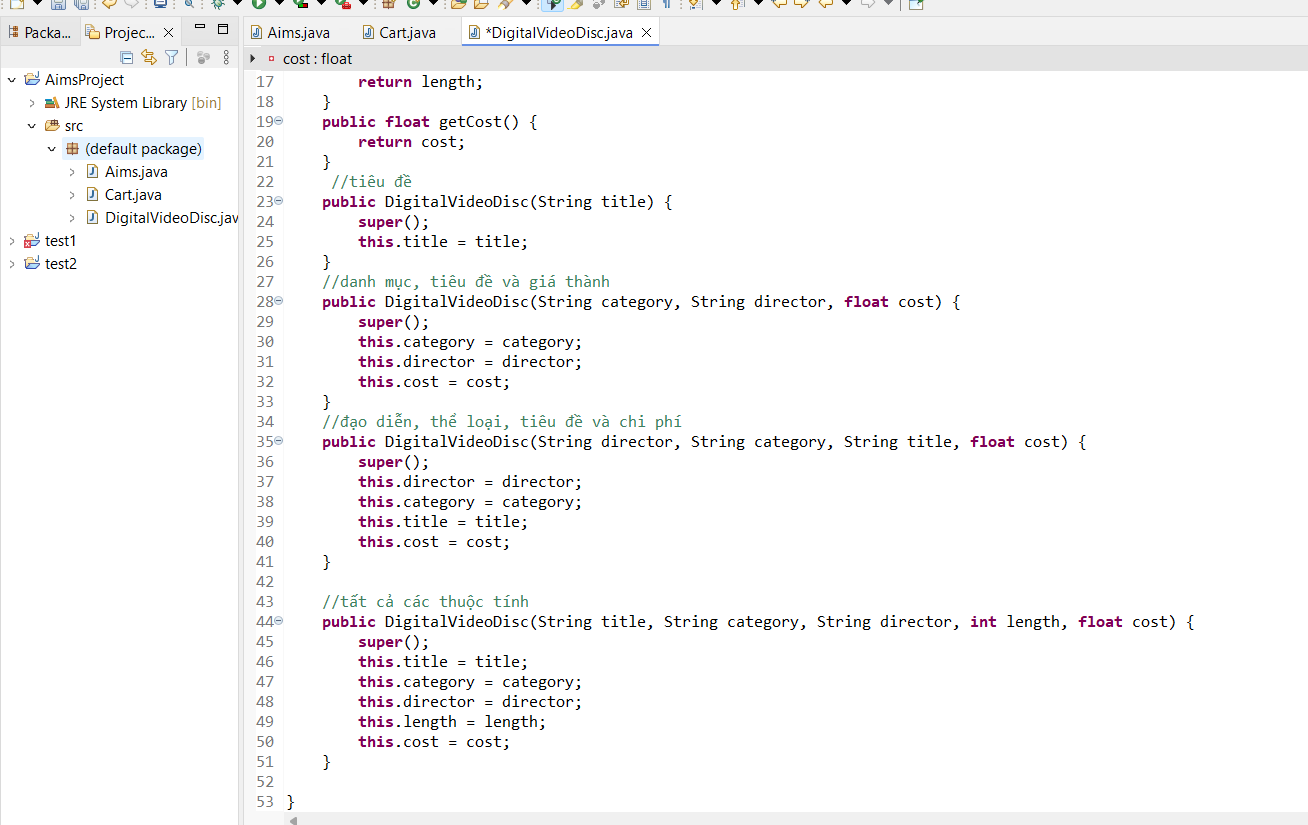 Packa...
Projec...
Aims.java
Cart.java
*DigitalVideoDisc.java
cost : float
AimsProject
JRE System Library [bin]
src
(default package)
Aims.java
Cart.java
DigitalVideoDisc.jav
test1
test2
17 return length;
18 }
19 public float getCost() {
20 return cost;
21 }
22 //tiêu đề
23 public DigitalVideoDisc(String title) {
24 super();
25 this.title = title;
26 }
27 //danh mục, tiêu đề và giá thành
28 public DigitalVideoDisc(String category, String director, float cost) {
29 super();
30 this.category = category;
31 this.director = director;
32 this.cost = cost;
33 }
34 //đạo diễn, thể loại, tiêu đề và chi phí
35 public DigitalVideoDisc(String director, String category, String title, float cost) {
36 super();
37 this.director = director;
38 this.category = category;
39 this.title = title;
40 this.cost = cost;
41 }
42
43 //tất cả các thuộc tính
44 public DigitalVideoDisc(String title, String category, String director, int length, float cost) {
45 super();
46 this.title = title;
47 this.category = category;
48 this.director = director;
49 this.length = length;
50 this.cost = cost;
51 }
52
53 }